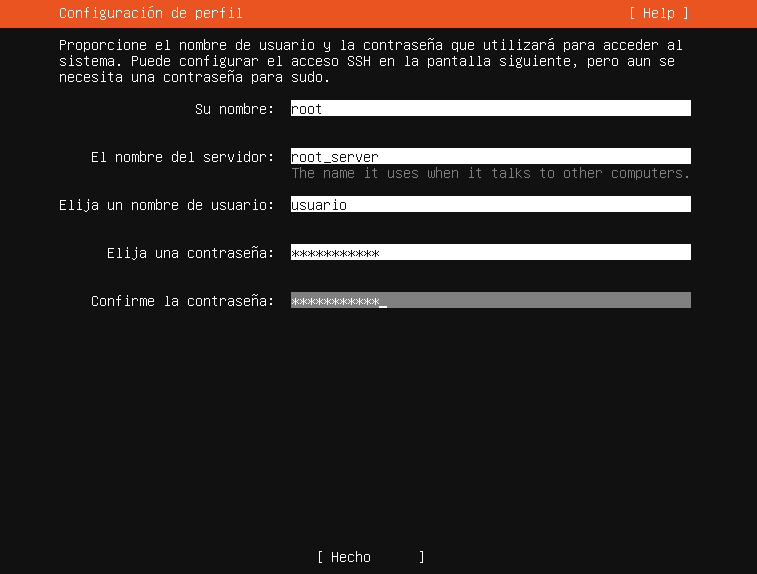 Configuración de perfil [ Help ]
Proporcione el nombre de usuario y la contraseña que utilizará para acceder al
sistema. Puede configurar el acceso SSH en la pantalla siguiente, pero aun se
necesita una contraseña para sudo.
Su nombre: root
El nombre del servidor: root_server
The name it uses when it talks to other computers.
Elija un nombre de usuario: usuario
Elija una contraseña: ***********
Confirme la contraseña: ***********_
[ Hecho ]